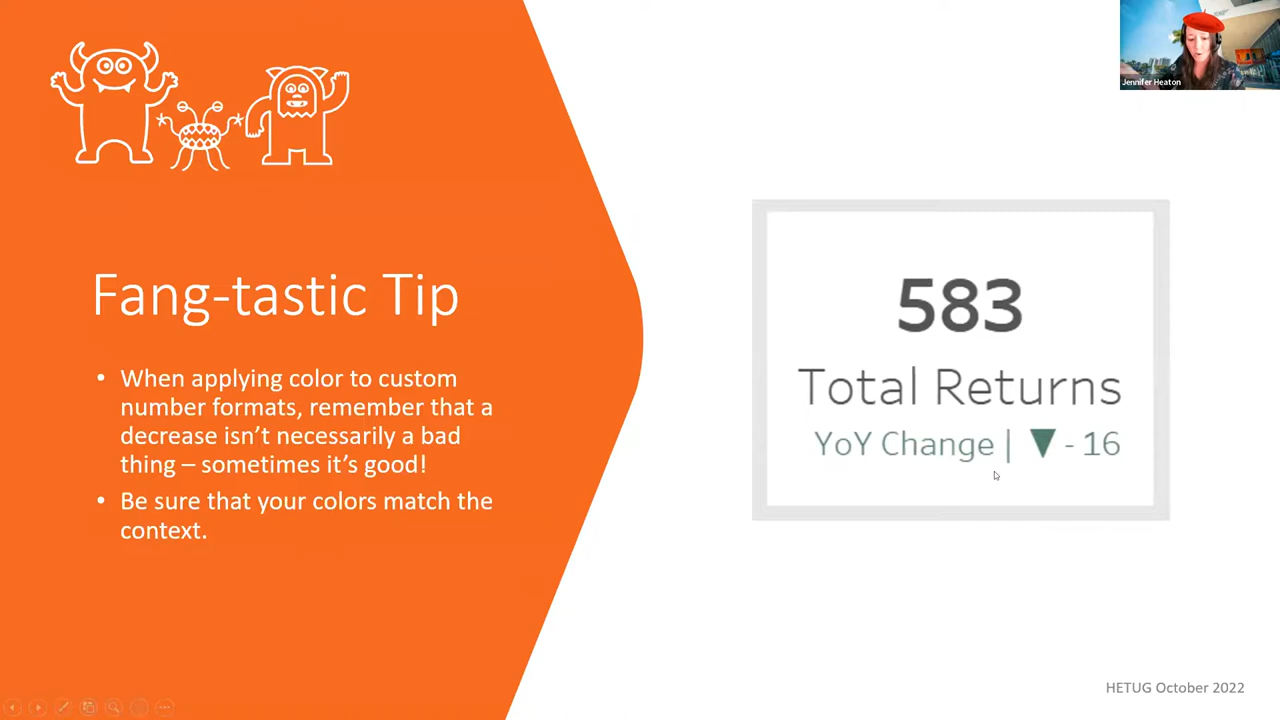 Jennifer Heaton
Fang-tastic Tip
• When applying color to custom
number formats, remember that a
decrease isn’t necessarily a bad
thing – sometimes it’s good!
• Be sure that your colors match the
context.
583
Total Returns
YoY Change | ▼ - 16
HETUG October 2022